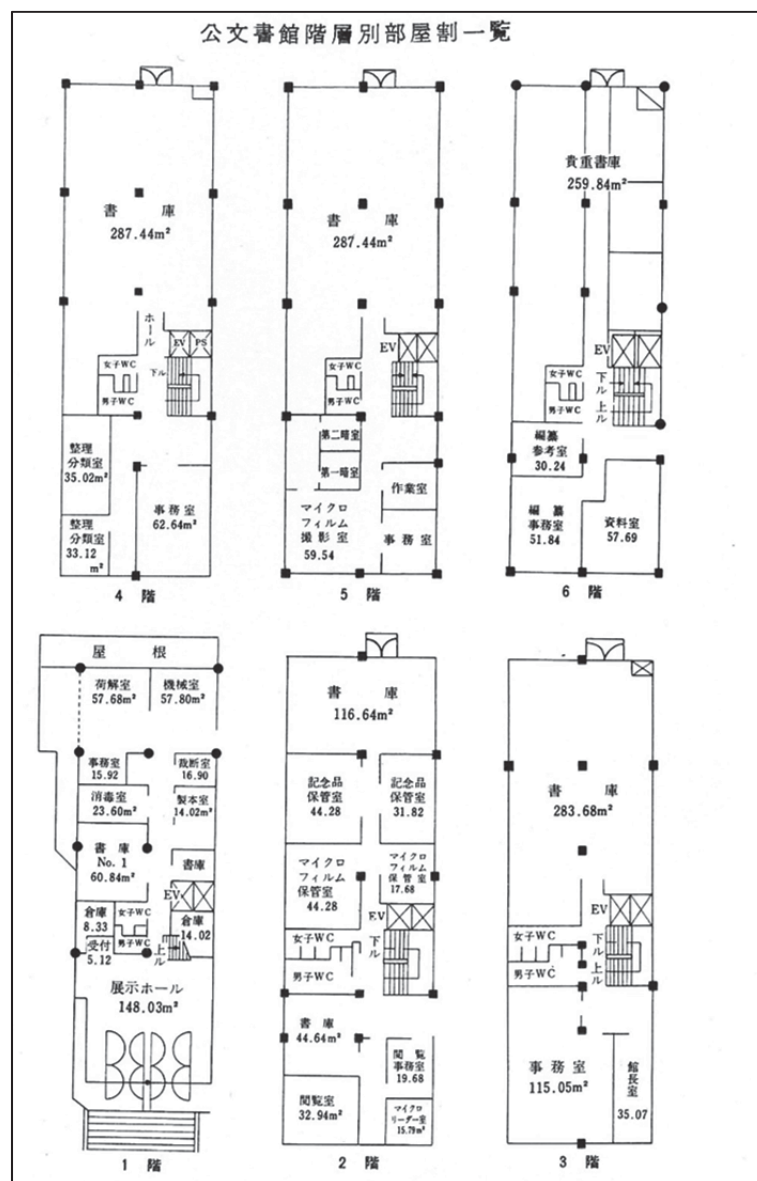 公文書館階層別部屋割一覧
書庫
287.44m²
ホール
EV
PS
女子WC
男子WC
下ル
整理
分類室
35.02m²
整理
分類室
33.12
m²
事務室
62.64m²
4階
書庫
287.44m²
EV
女子WC
男子WC
第二暗室
第一暗室
作業室
マイクロ
フィルム
撮影室
59.54
事務室
5階
貴重書庫
259.84m²
EV
女子WC
男子WC
下ル
上ル
編纂
参考室
30.24
編纂
事務室
51.84
資料室
57.69
6階
屋根
荷解室
57.68m²
機械室
57.80m²
事務室
15.92
裁断室
16.90
消毒室
23.60m²
製本室
14.02m²
書庫
No.1
60.84m²
書庫
EV
倉庫
8.33
女子WC
男子WC
倉庫
14.02
受付
5.12
上ル
展示ホール
148.03m²
1階
書庫
116.64m²
記念品
保管室
44.28
記念品
保管室
31.82
マイクロ
フィルム
保管室
44.28
マイクロ
フィルム
保管室
17.68
EV
女子WC
男子WC
下ル
書庫
44.64m²
閲覧
事務室
19.68
閲覧室
32.94m²
マイクロ
リーダー室
15.79m²
2階
書庫
283.68m²
EV
女子WC
男子WC
下ル
上ル
事務室
115.05m²
館長室
35.07
3階